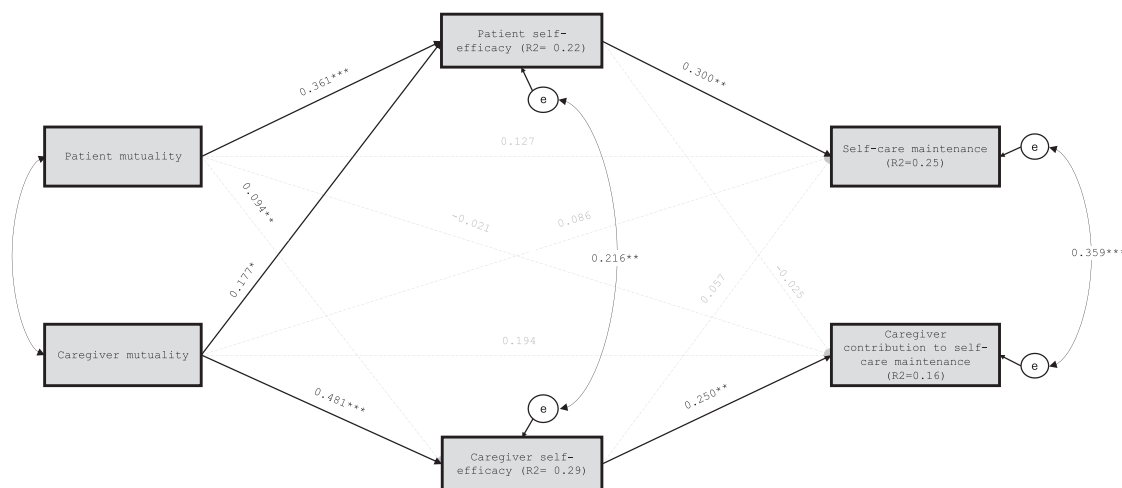 Patient self-
efficacy (R2= 0.22)
e
0.361***
0.300**
Patient mutuality
0.127
Self-care maintenance
(R2=0.25)
e
0.094**
-0.021
0.086
0.177*
0.216**
0.057
-0.025
0.359***
Caregiver mutuality
0.194
Caregiver
contribution to self-
care maintenance
(R2=0.16)
e
0.481***
0.250**
e
Caregiver self-
efficacy (R2= 0.29)